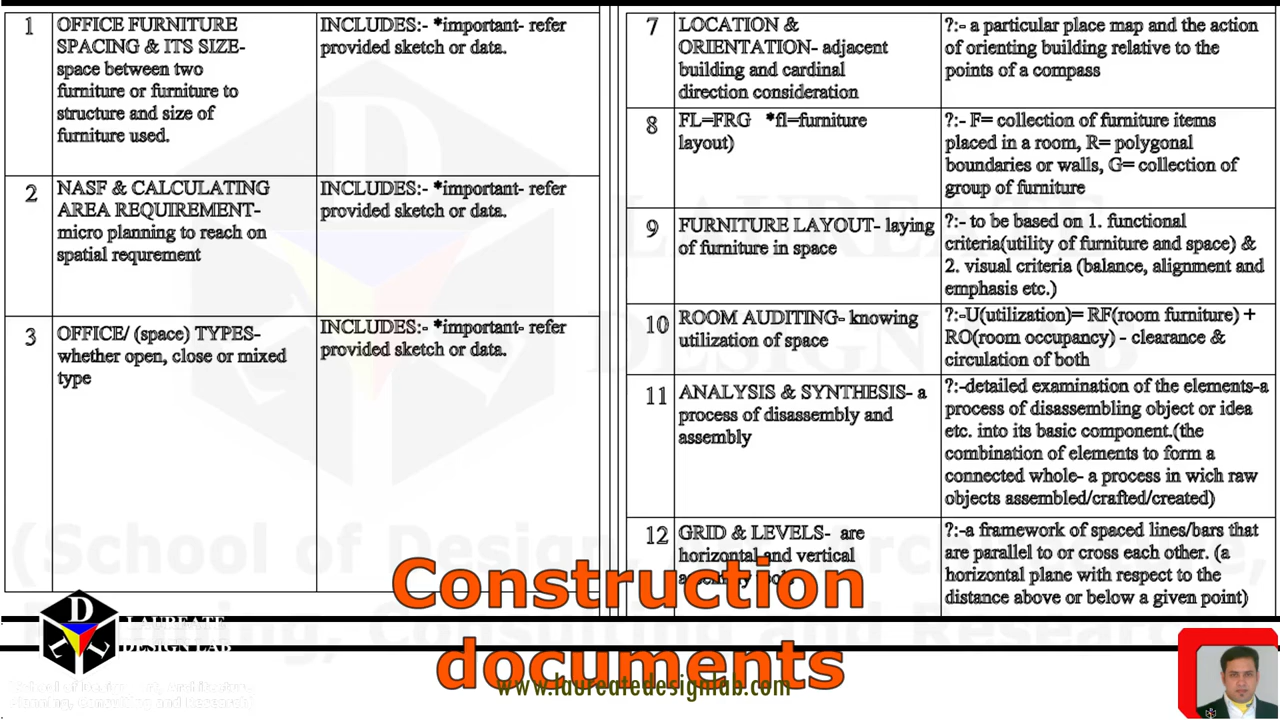 1
OFFICE FURNITURE
SPACING & ITS SIZE-
space between two
furniture or furniture to
structure and size of
furniture used.
INCLUDES:- *important- refer
provided sketch or data.
2
NASF & CALCULATING
AREA REQUIREMENT-
micro planning to reach on
spatial requrement
INCLUDES:- *important- refer
provided sketch or data.
3
OFFICE/ (space) TYPES-
whether open, close or mixed
type
INCLUDES:- *important- refer
provided sketch or data.
7
LOCATION &
ORIENTATION- adjacent
building and cardinal
direction consideration
?:- a particular place map and the action
of orienting building relative to the
points of a compass
8
FL=FRG *fl=furniture
layout)
?:- F= collection of furniture items
placed in a room, R= polygonal
boundaries or walls, G= collection of
group of furniture
9
FURNITURE LAYOUT- laying
of furniture in space
?:- to be based on 1. functional
criteria(utility of furniture and space) &
2. visual criteria (balance, alignment and
emphasis etc.)
10
ROOM AUDITING- knowing
utilization of space
?:-U(utilization)= RF(room furniture) +
RO(room occupancy) - clearance &
circulation of both
11
ANALYSIS & SYNTHESIS- a
process of disassembly and
assembly
?:-detailed examination of the elements-a
process of disassembling object or idea
etc. into its basic component.(the
combination of elements to form a
connected whole- a process in wich raw
objects assembled/crafted/created)
12
GRID & LEVELS- are
horizontal and vertical
?:-a framework of spaced lines/bars that
are parallel to or cross each other. (a
horizontal plane with respect to the
distance above or below a given point)
Construction
documents
D
L
L
LAUREATE
DESIGN LAB
www.laureatedesignlab.com